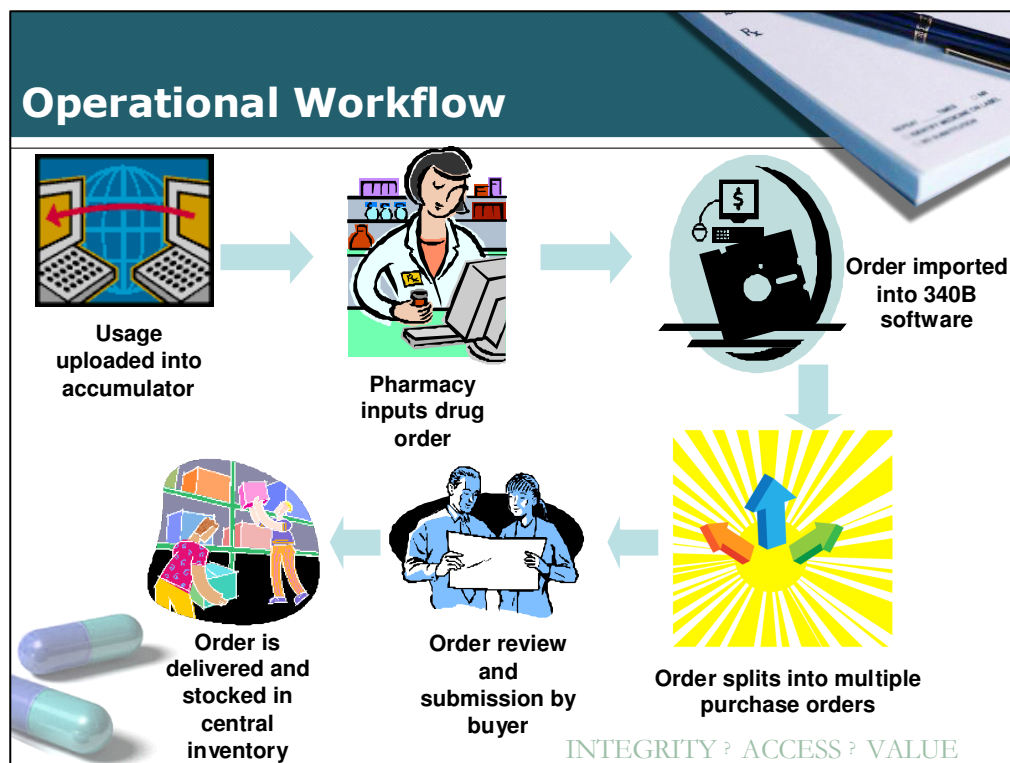 Operational Workflow
Usage
uploaded into
accumulator
Pharmacy
inputs drug
order
$
Order imported
into 340B
software
Order splits into multiple
purchase orders
Order review
and
submission by
buyer
Order is
delivered and
stocked in
central
inventory
INTEGRITY ? ACCESS ? VALUE